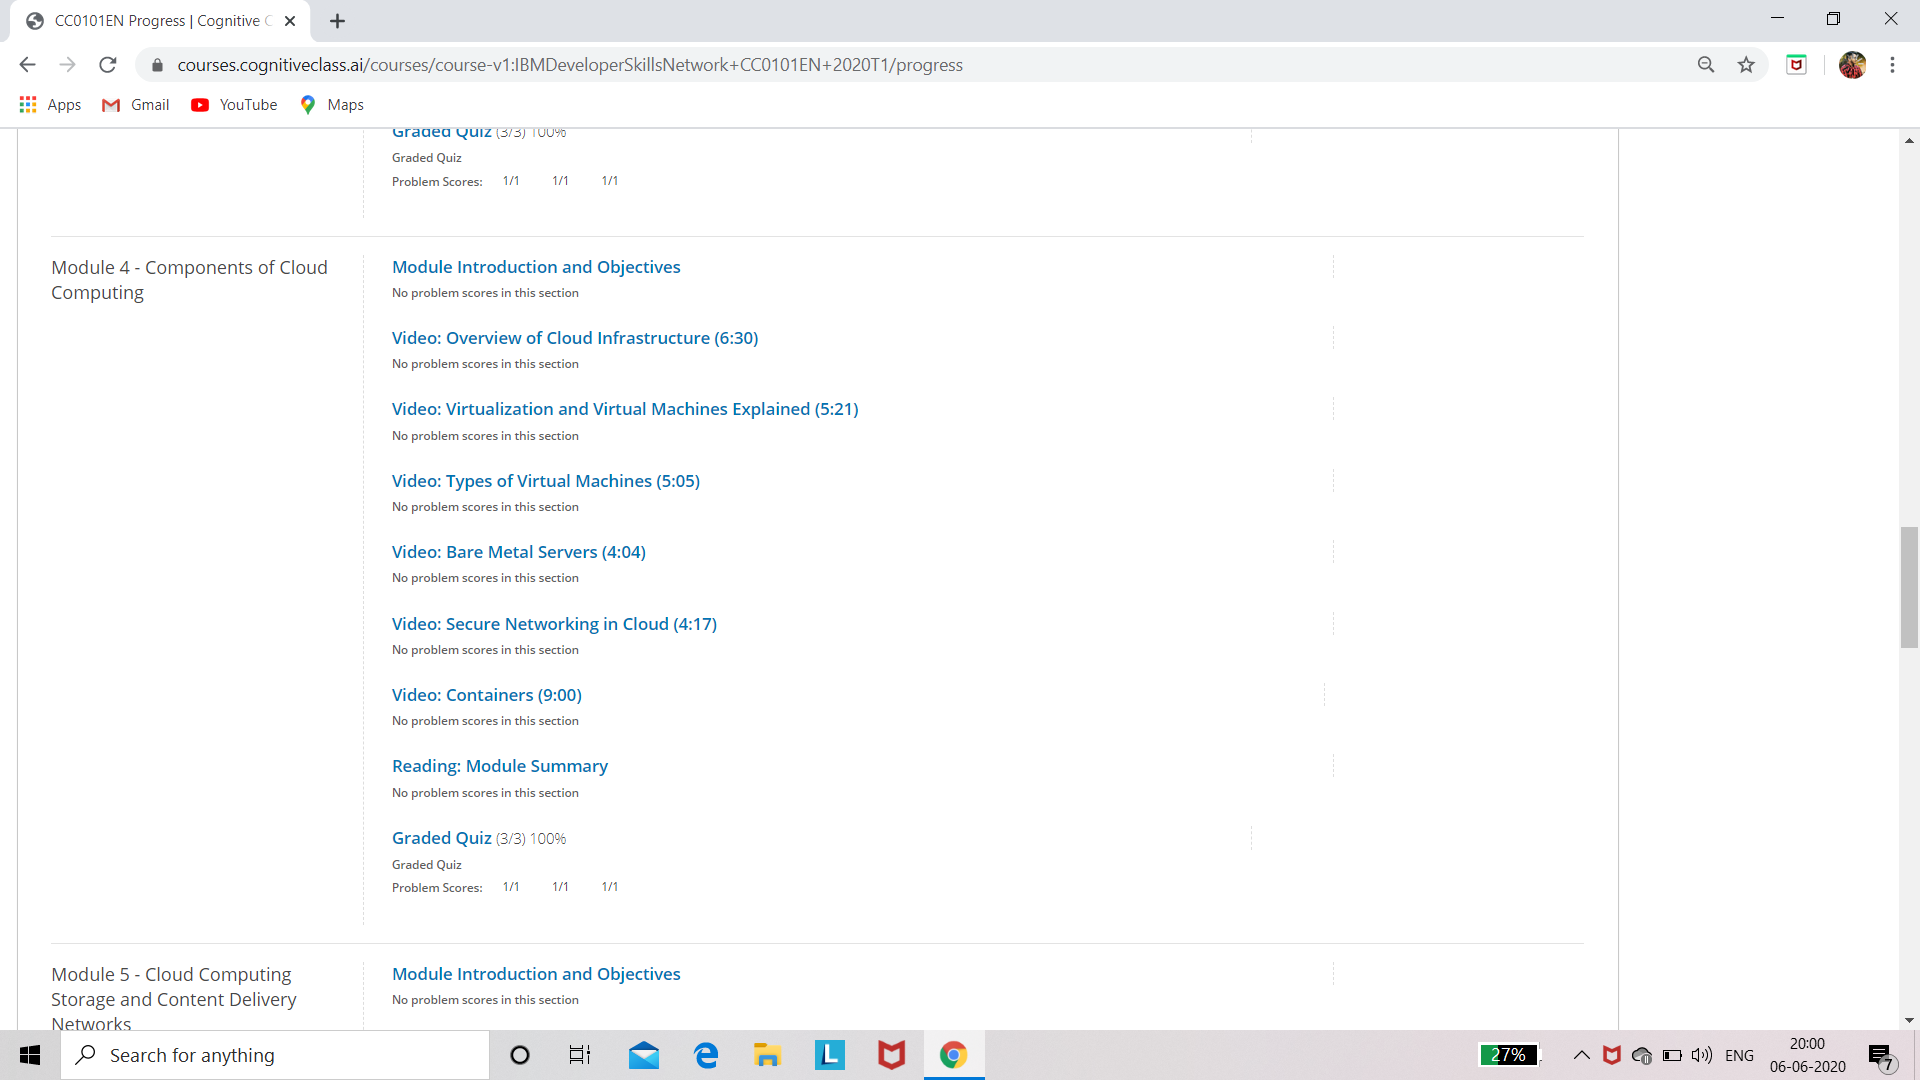 CC0101EN Progress | Cognitive C
courses.cognitiveclass.ai/courses/course-v1:IBMDeveloperSkillsNetwork+CC0101EN+2020T1/progress
Apps Gmail YouTube Maps
Graded Quiz (3/3) 100%
Graded Quiz
Problem Scores: 1/1 1/1 1/1
Module 4 - Components of Cloud
Computing
Module Introduction and Objectives
No problem scores in this section
Video: Overview of Cloud Infrastructure (6:30)
No problem scores in this section
Video: Virtualization and Virtual Machines Explained (5:21)
No problem scores in this section
Video: Types of Virtual Machines (5:05)
No problem scores in this section
Video: Bare Metal Servers (4:04)
No problem scores in this section
Video: Secure Networking in Cloud (4:17)
No problem scores in this section
Video: Containers (9:00)
No problem scores in this section
Reading: Module Summary
No problem scores in this section
Graded Quiz (3/3) 100%
Graded Quiz
Problem Scores: 1/1 1/1 1/1
Module 5 - Cloud Computing
Storage and Content Delivery
Networks
Module Introduction and Objectives
No problem scores in this section
Search for anything
L
27%
ENG
20:00
06-06-2020
7